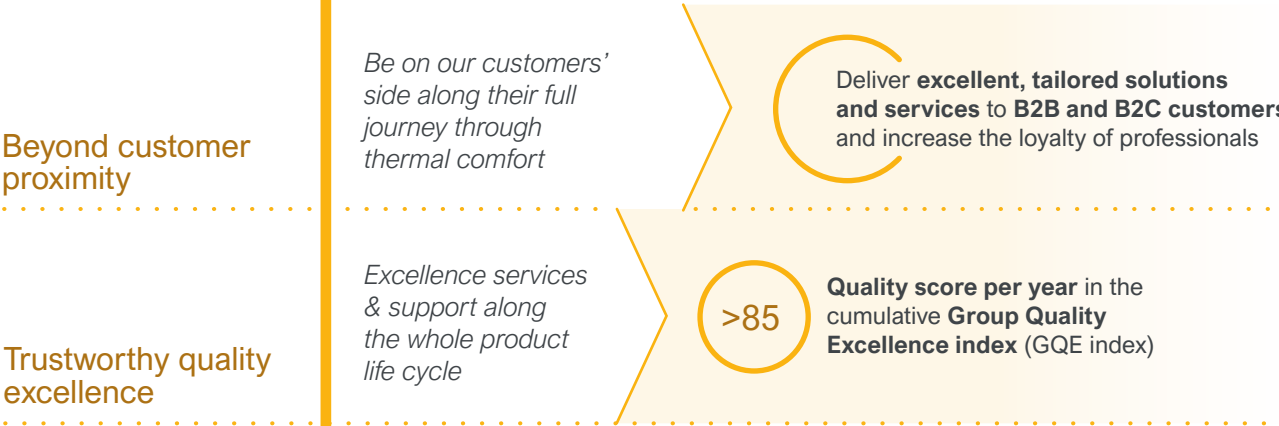 Beyond customer
proximity
Be on our customers’
side along their full
journey through
thermal comfort
Deliver excellent, tailored solutions
and services to B2B and B2C customers
and increase the loyalty of professionals
Trustworthy quality
excellence
Excellence services
& support along
the whole product
life cycle
>85
Quality score per year in the
cumulative Group Quality
Excellence index (GQE index)